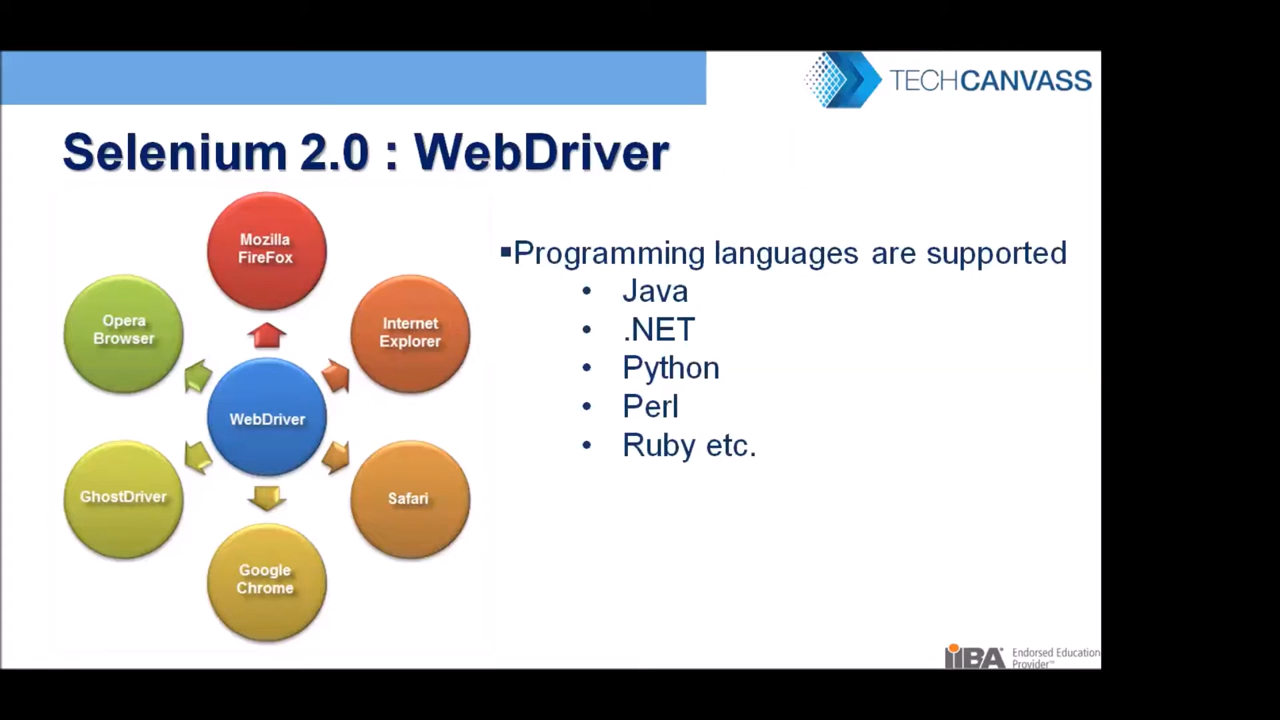 TECHCANVASS
Selenium 2.0 : WebDriver
Mozilla
FireFox
Opera
Browser
Internet
Explorer
WebDriver
GhostDriver
Safari
Google
Chrome
▪Programming languages are supported
• Java
• .NET
• Python
• Perl
• Ruby etc.
iiBA® Endorsed Education
Provider™